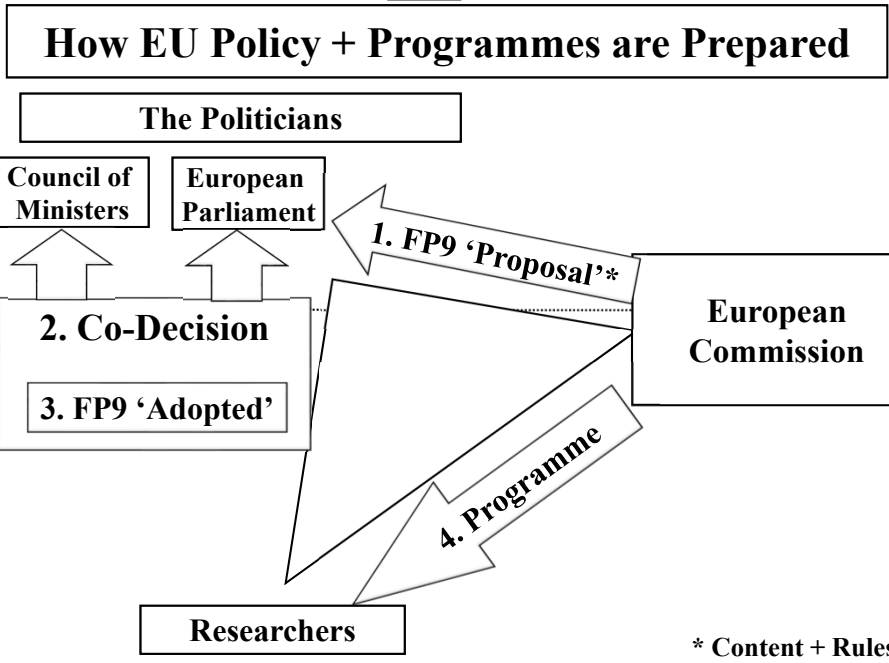 How EU Policy + Programmes are Prepared
The Politicians
Council of
Ministers
European
Parliament
1. FP9 ‘Proposal’*
2. Co-Decision
3. FP9 ‘Adopted’
European
Commission
4. Programme
Researchers
* Content + Rules